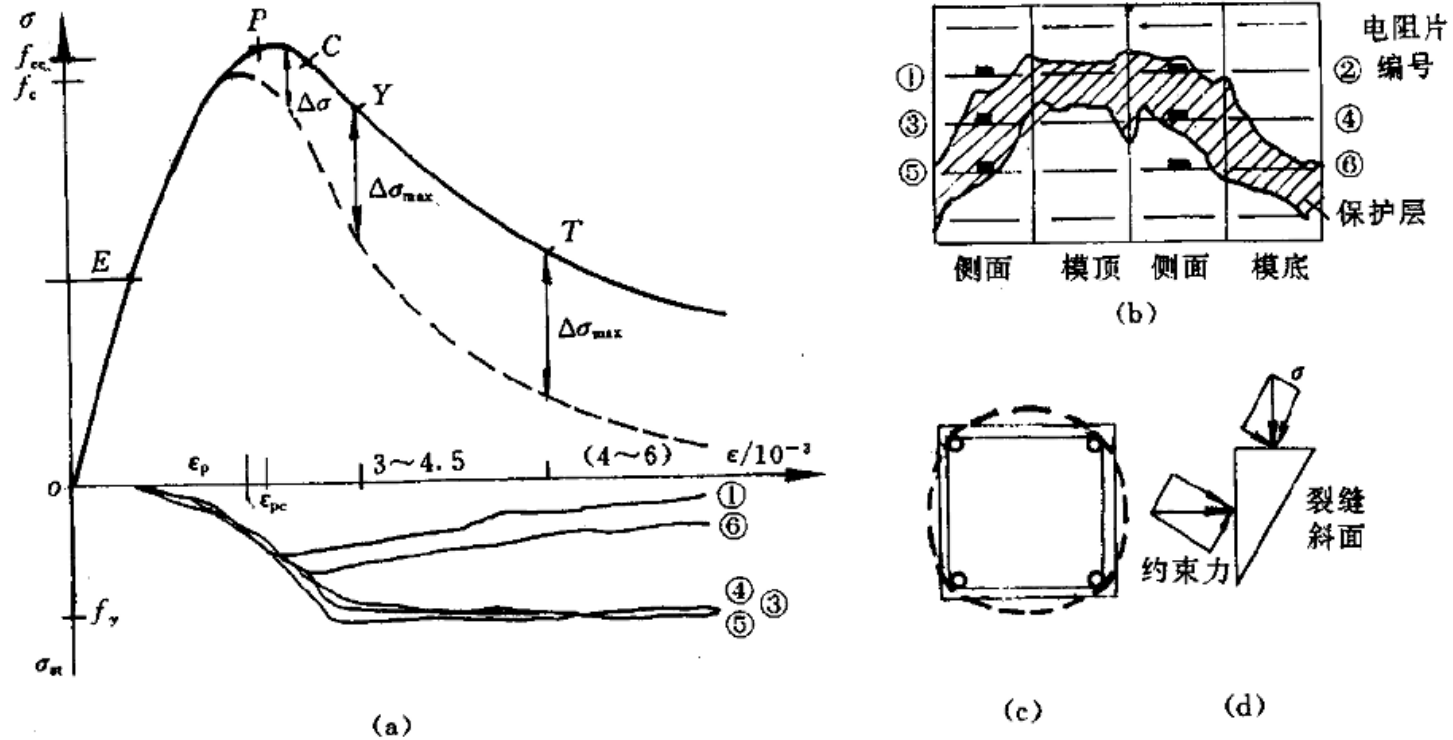 σ
f_cc
f_c
P
C
Δσ
Y
Δσ_max
T
Δσ_max
E
ε_p
ε_pc
3～4.5
(4～6)
ε/10⁻³
o
①
⑥
④
③
⑤
f_y
σ_st
(a)
电阻片
编号
①
②
③
④
⑤
⑥
保护层
侧面
模顶
侧面
模底
(b)
(c)
σ
约束力
裂缝
斜面
(d)